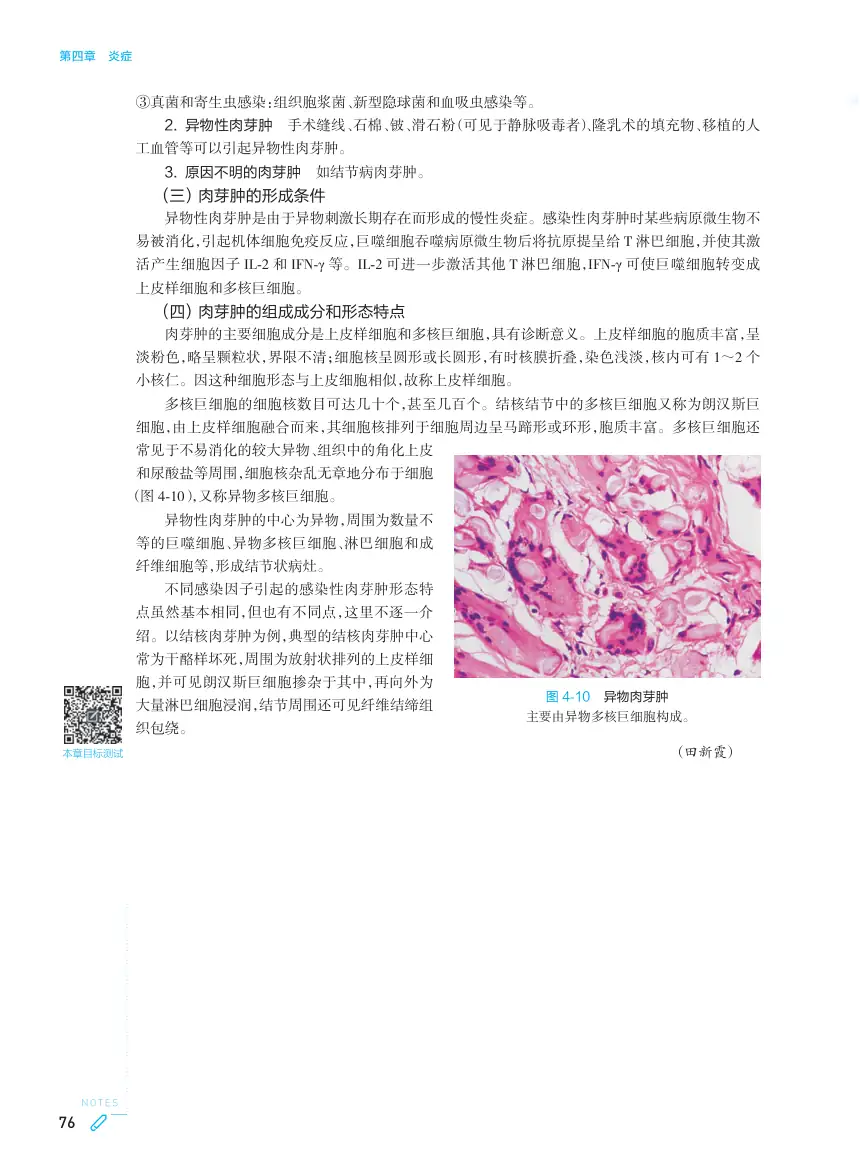 第四章　炎症
③真菌和寄生虫感染：组织胞浆菌、新型隐球菌和血吸虫感染等。
2. 异物性肉芽肿　手术缝线、石棉、铍、滑石粉（可见于静脉吸毒者）、隆乳术的填充物、移植的人
工血管等可以引起异物性肉芽肿。
3. 原因不明的肉芽肿　如结节病肉芽肿。
（三）肉芽肿的形成条件
异物性肉芽肿是由于异物刺激长期存在而形成的慢性炎症。感染性肉芽肿时某些病原微生物不
易被消化，引起机体细胞免疫反应，巨噬细胞吞噬病原微生物后将抗原提呈给 T 淋巴细胞，并使其激
活产生细胞因子 IL-2 和 IFN-γ 等。IL-2 可进一步激活其他 T 淋巴细胞，IFN-γ 可使巨噬细胞转变成
上皮样细胞和多核巨细胞。
（四）肉芽肿的组成成分和形态特点
肉芽肿的主要细胞成分是上皮样细胞和多核巨细胞，具有诊断意义。上皮样细胞的胞质丰富，呈
淡粉色，略呈颗粒状，界限不清；细胞核呈圆形或长圆形，有时核膜折叠，染色浅淡，核内可有 1～2 个
小核仁。因这种细胞形态与上皮细胞相似，故称上皮样细胞。
多核巨细胞的细胞核数目可达几十个，甚至几百个。结核结节中的多核巨细胞又称为朗汉斯巨
细胞，由上皮样细胞融合而来，其细胞核排列于细胞周边呈马蹄形或环形，胞质丰富。多核巨细胞还
常见于不易消化的较大异物、组织中的角化上皮
和尿酸盐等周围，细胞核杂乱无章地分布于细胞
（图 4-10），又称异物多核巨细胞。
异物性肉芽肿的中心为异物，周围为数量不
等的巨噬细胞、异物多核巨细胞、淋巴细胞和成
纤维细胞等，形成结节状病灶。
不同感染因子引起的感染性肉芽肿形态特
点虽然基本相同，但也有不同点，这里不逐一介
绍。以结核肉芽肿为例，典型的结核肉芽肿中心
常为干酪样坏死，周围为放射状排列的上皮样细
胞，并可见朗汉斯巨细胞掺杂于其中，再向外为
大量淋巴细胞浸润，结节周围还可见纤维结缔组
织包绕。
图 4-10　异物肉芽肿
主要由异物多核巨细胞构成。
（田新霞）
本章目标测试
NOTES
76